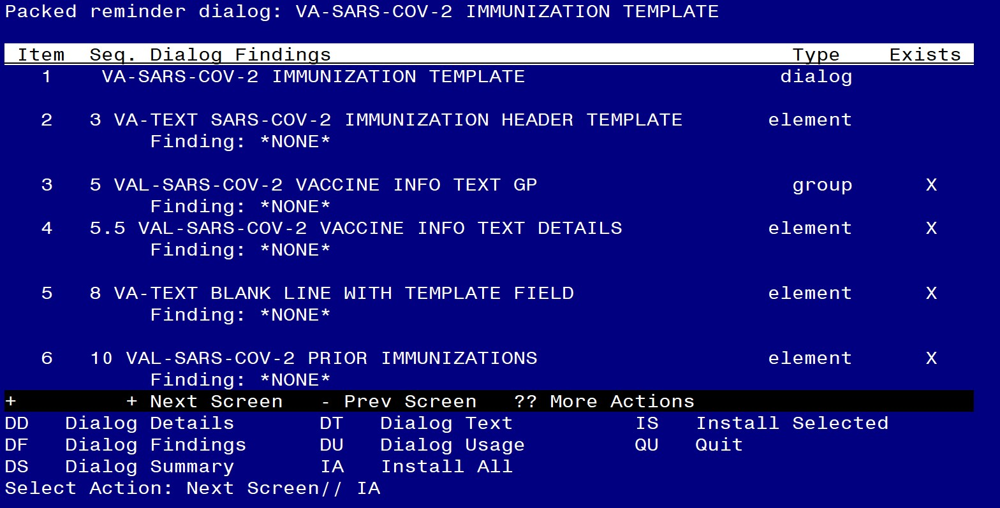 Packed reminder dialog: VA-SARS-COV-2 IMMUNIZATION TEMPLATE
Item Seq. Dialog Findings Type Exists
1 VA-SARS-COV-2 IMMUNIZATION TEMPLATE dialog
2 3 VA-TEXT SARS-COV-2 IMMUNIZATION HEADER TEMPLATE element
Finding: *NONE*
3 5 VAL-SARS-COV-2 VACCINE INFO TEXT GP group X
Finding: *NONE*
4 5.5 VAL-SARS-COV-2 VACCINE INFO TEXT DETAILS element X
Finding: *NONE*
5 8 VA-TEXT BLANK LINE WITH TEMPLATE FIELD element X
Finding: *NONE*
6 10 VAL-SARS-COV-2 PRIOR IMMUNIZATIONS element X
Finding: *NONE*
+ + Next Screen - Prev Screen ?? More Actions
DD Dialog Details DT Dialog Text IS Install Selected
DF Dialog Findings DU Dialog Usage QU Quit
DS Dialog Summary IA Install All
Select Action: Next Screen// IA